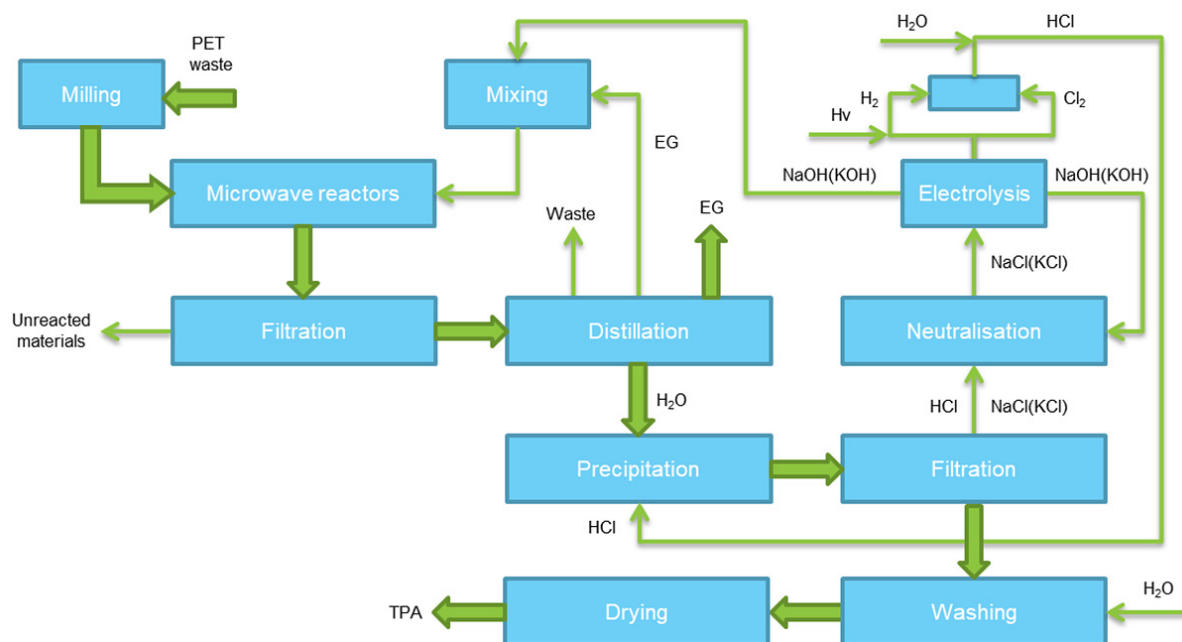 H₂O
HCl
PET
waste
Milling
Mixing
H₂
Cl₂
Hv
EG
Microwave reactors
NaOH(KOH)
Electrolysis
NaOH(KOH)
Waste
EG
NaCl(KCl)
Unreacted
materials
Filtration
Distillation
Neutralisation
H₂O
HCl
NaCl(KCl)
Precipitation
Filtration
HCl
H₂O
TPA
Drying
Washing